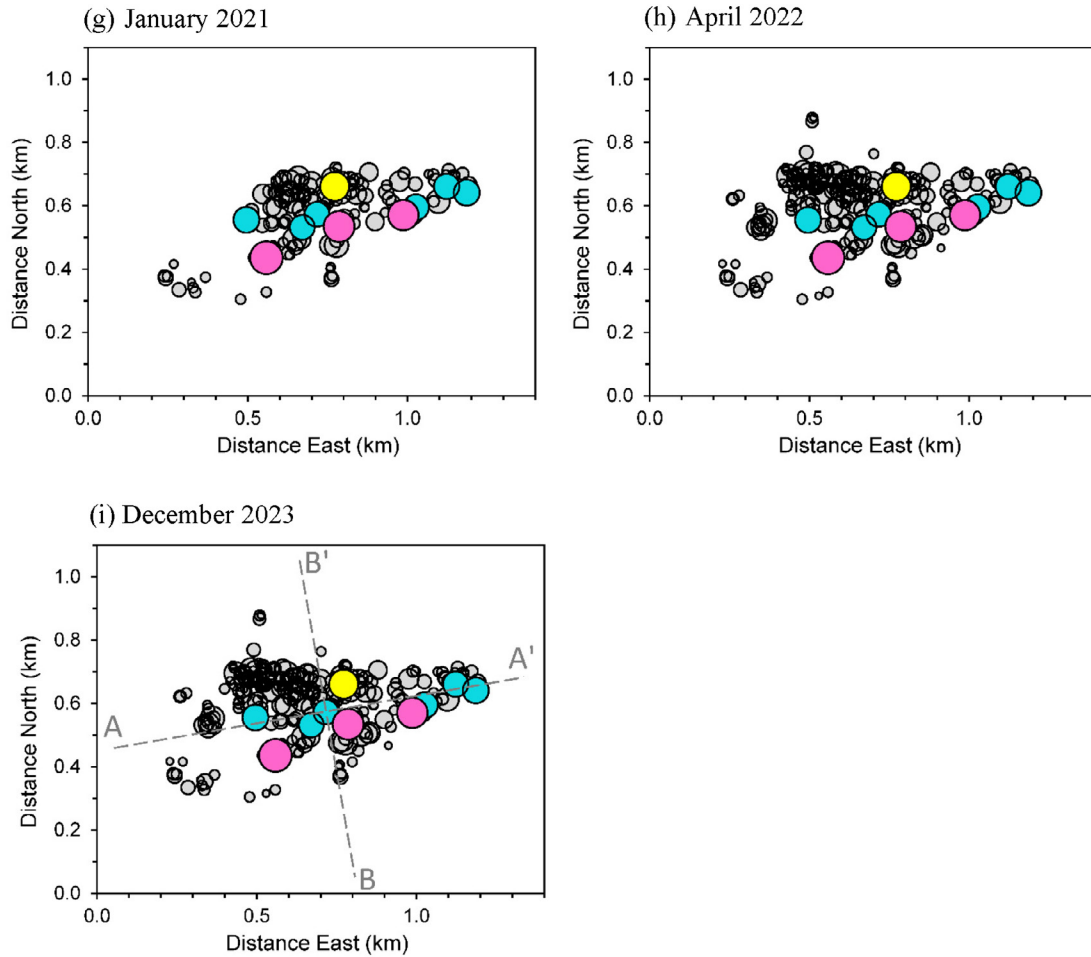 (g) January 2021
(h) April 2022
1.0
0.8
0.6
0.4
0.2
0.0
Distance North (km)
0.0 0.5 1.0
Distance East (km)
1.0
0.8
0.6
0.4
0.2
0.0
Distance North (km)
0.0 0.5 1.0
Distance East (km)
(i) December 2023
1.0
0.8
0.6
0.4
0.2
0.0
Distance North (km)
B'
A'
A
B
0.0 0.5 1.0
Distance East (km)